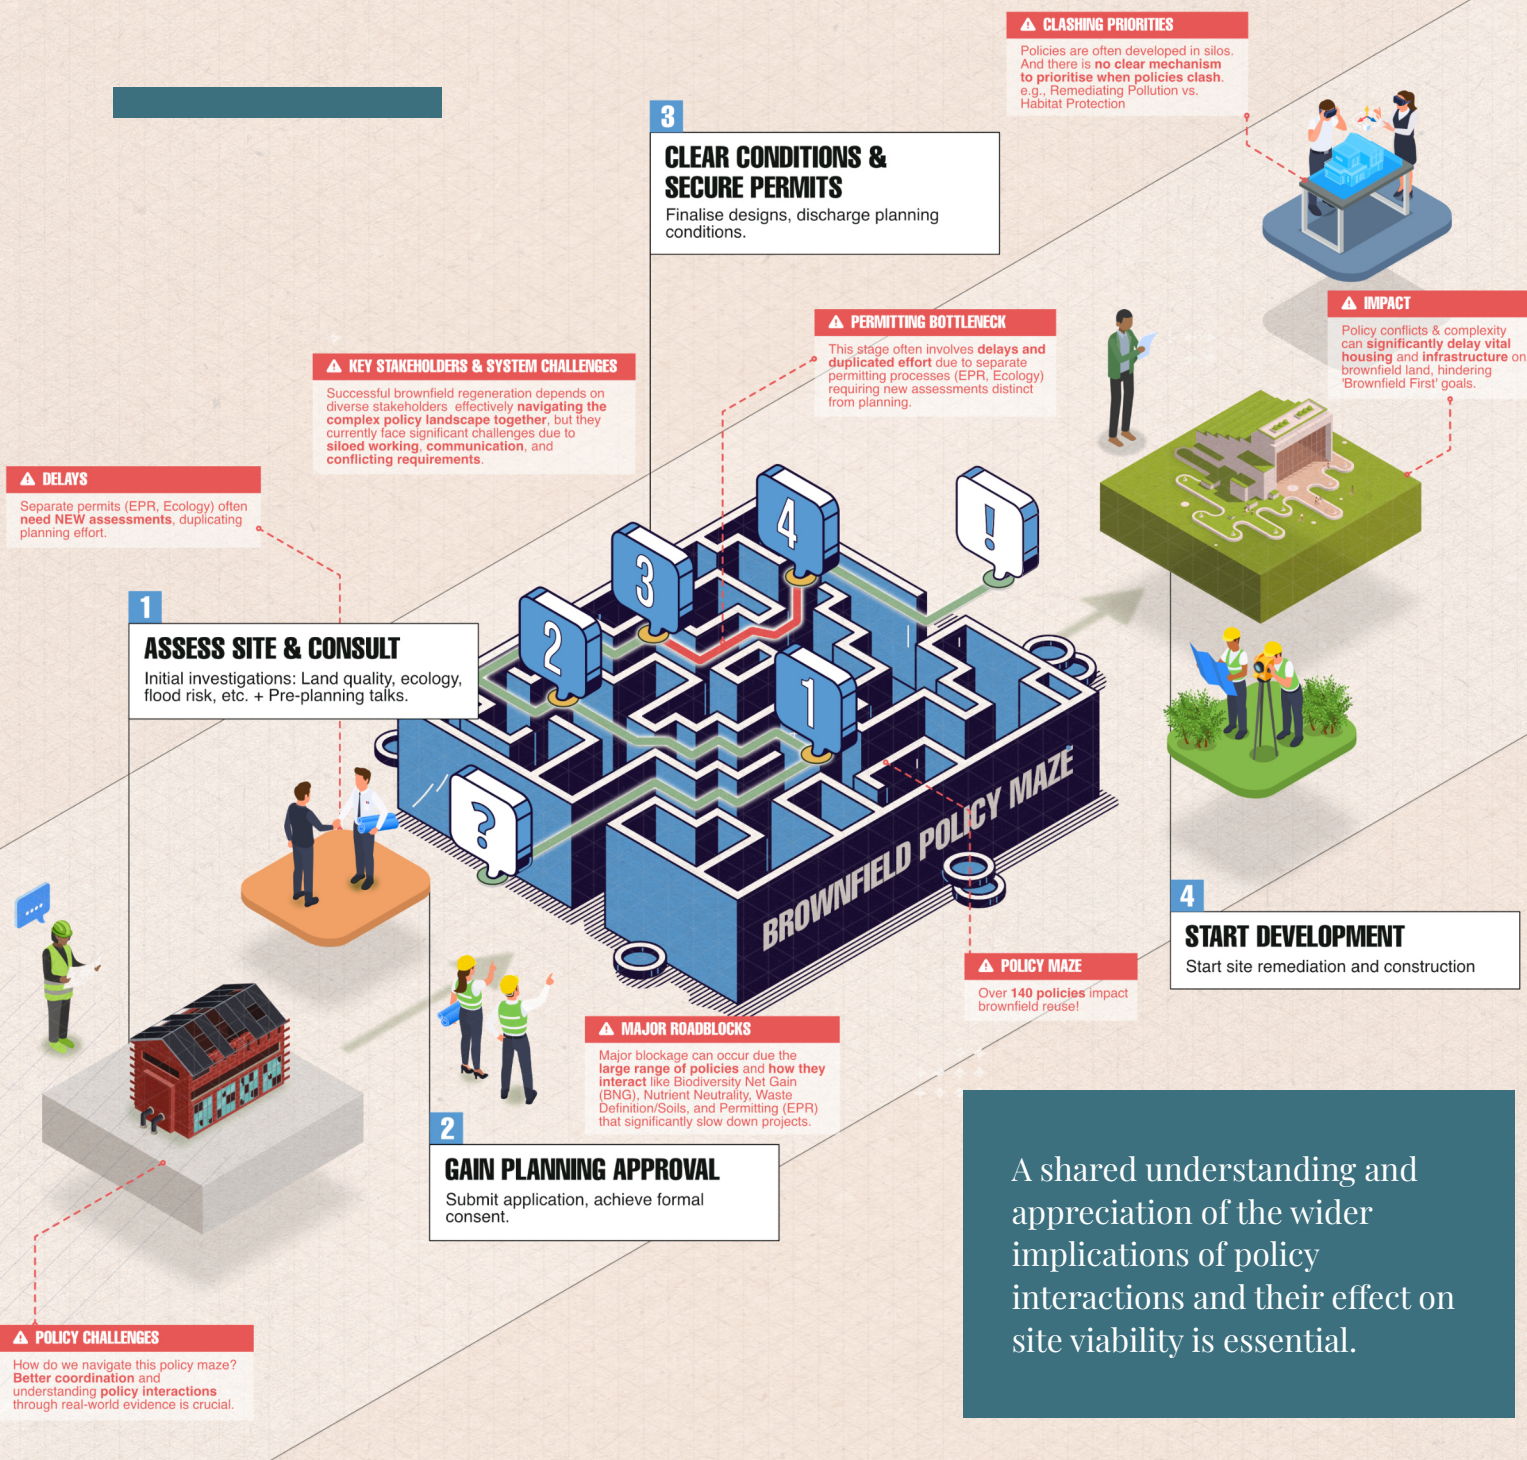 CLASHING PRIORITIES
Policies are often developed in silos.
And there is no clear mechanism
to prioritise when policies clash.
e.g., Remediating Pollution vs.
Habitat Protection
3
CLEAR CONDITIONS &
SECURE PERMITS
Finalise designs, discharge planning
conditions.
IMPACT
Policy conflicts & complexity
can significantly delay vital
housing and infrastructure on
brownfield land, hindering
'Brownfield First' goals.
PERMITTING BOTTLENECK
This stage often involves delays and
duplicated effort due to separate
permitting processes (EPR, Ecology)
requiring new assessments distinct
from planning.
KEY STAKEHOLDERS & SYSTEM CHALLENGES
Successful brownfield regeneration depends on
diverse stakeholders effectively navigating the
complex policy landscape together, but they
currently face significant challenges due to
siloed working, communication, and
conflicting requirements.
DELAYS
Separate permits (EPR, Ecology) often
need NEW assessments, duplicating
planning effort.
1
ASSESS SITE & CONSULT
Initial investigations: Land quality, ecology,
flood risk, etc. + Pre-planning talks.
4
!
3
2
1
?
BROWNFIELD POLICY MAZE
4
START DEVELOPMENT
Start site remediation and construction
POLICY MAZE
Over 140 policies impact
brownfield reuse!
MAJOR ROADBLOCKS
Major blockage can occur due the
large range of policies and how they
interact like Biodiversity Net Gain
(BNG), Nutrient Neutrality, Waste
Definition/Soils, and Permitting (EPR)
that significantly slow down projects.
2
GAIN PLANNING APPROVAL
Submit application, achieve formal
consent.
A shared understanding and
appreciation of the wider
implications of policy
interactions and their effect on
site viability is essential.
POLICY CHALLENGES
How do we navigate this policy maze?
Better coordination and
understanding policy interactions
through real-world evidence is crucial.